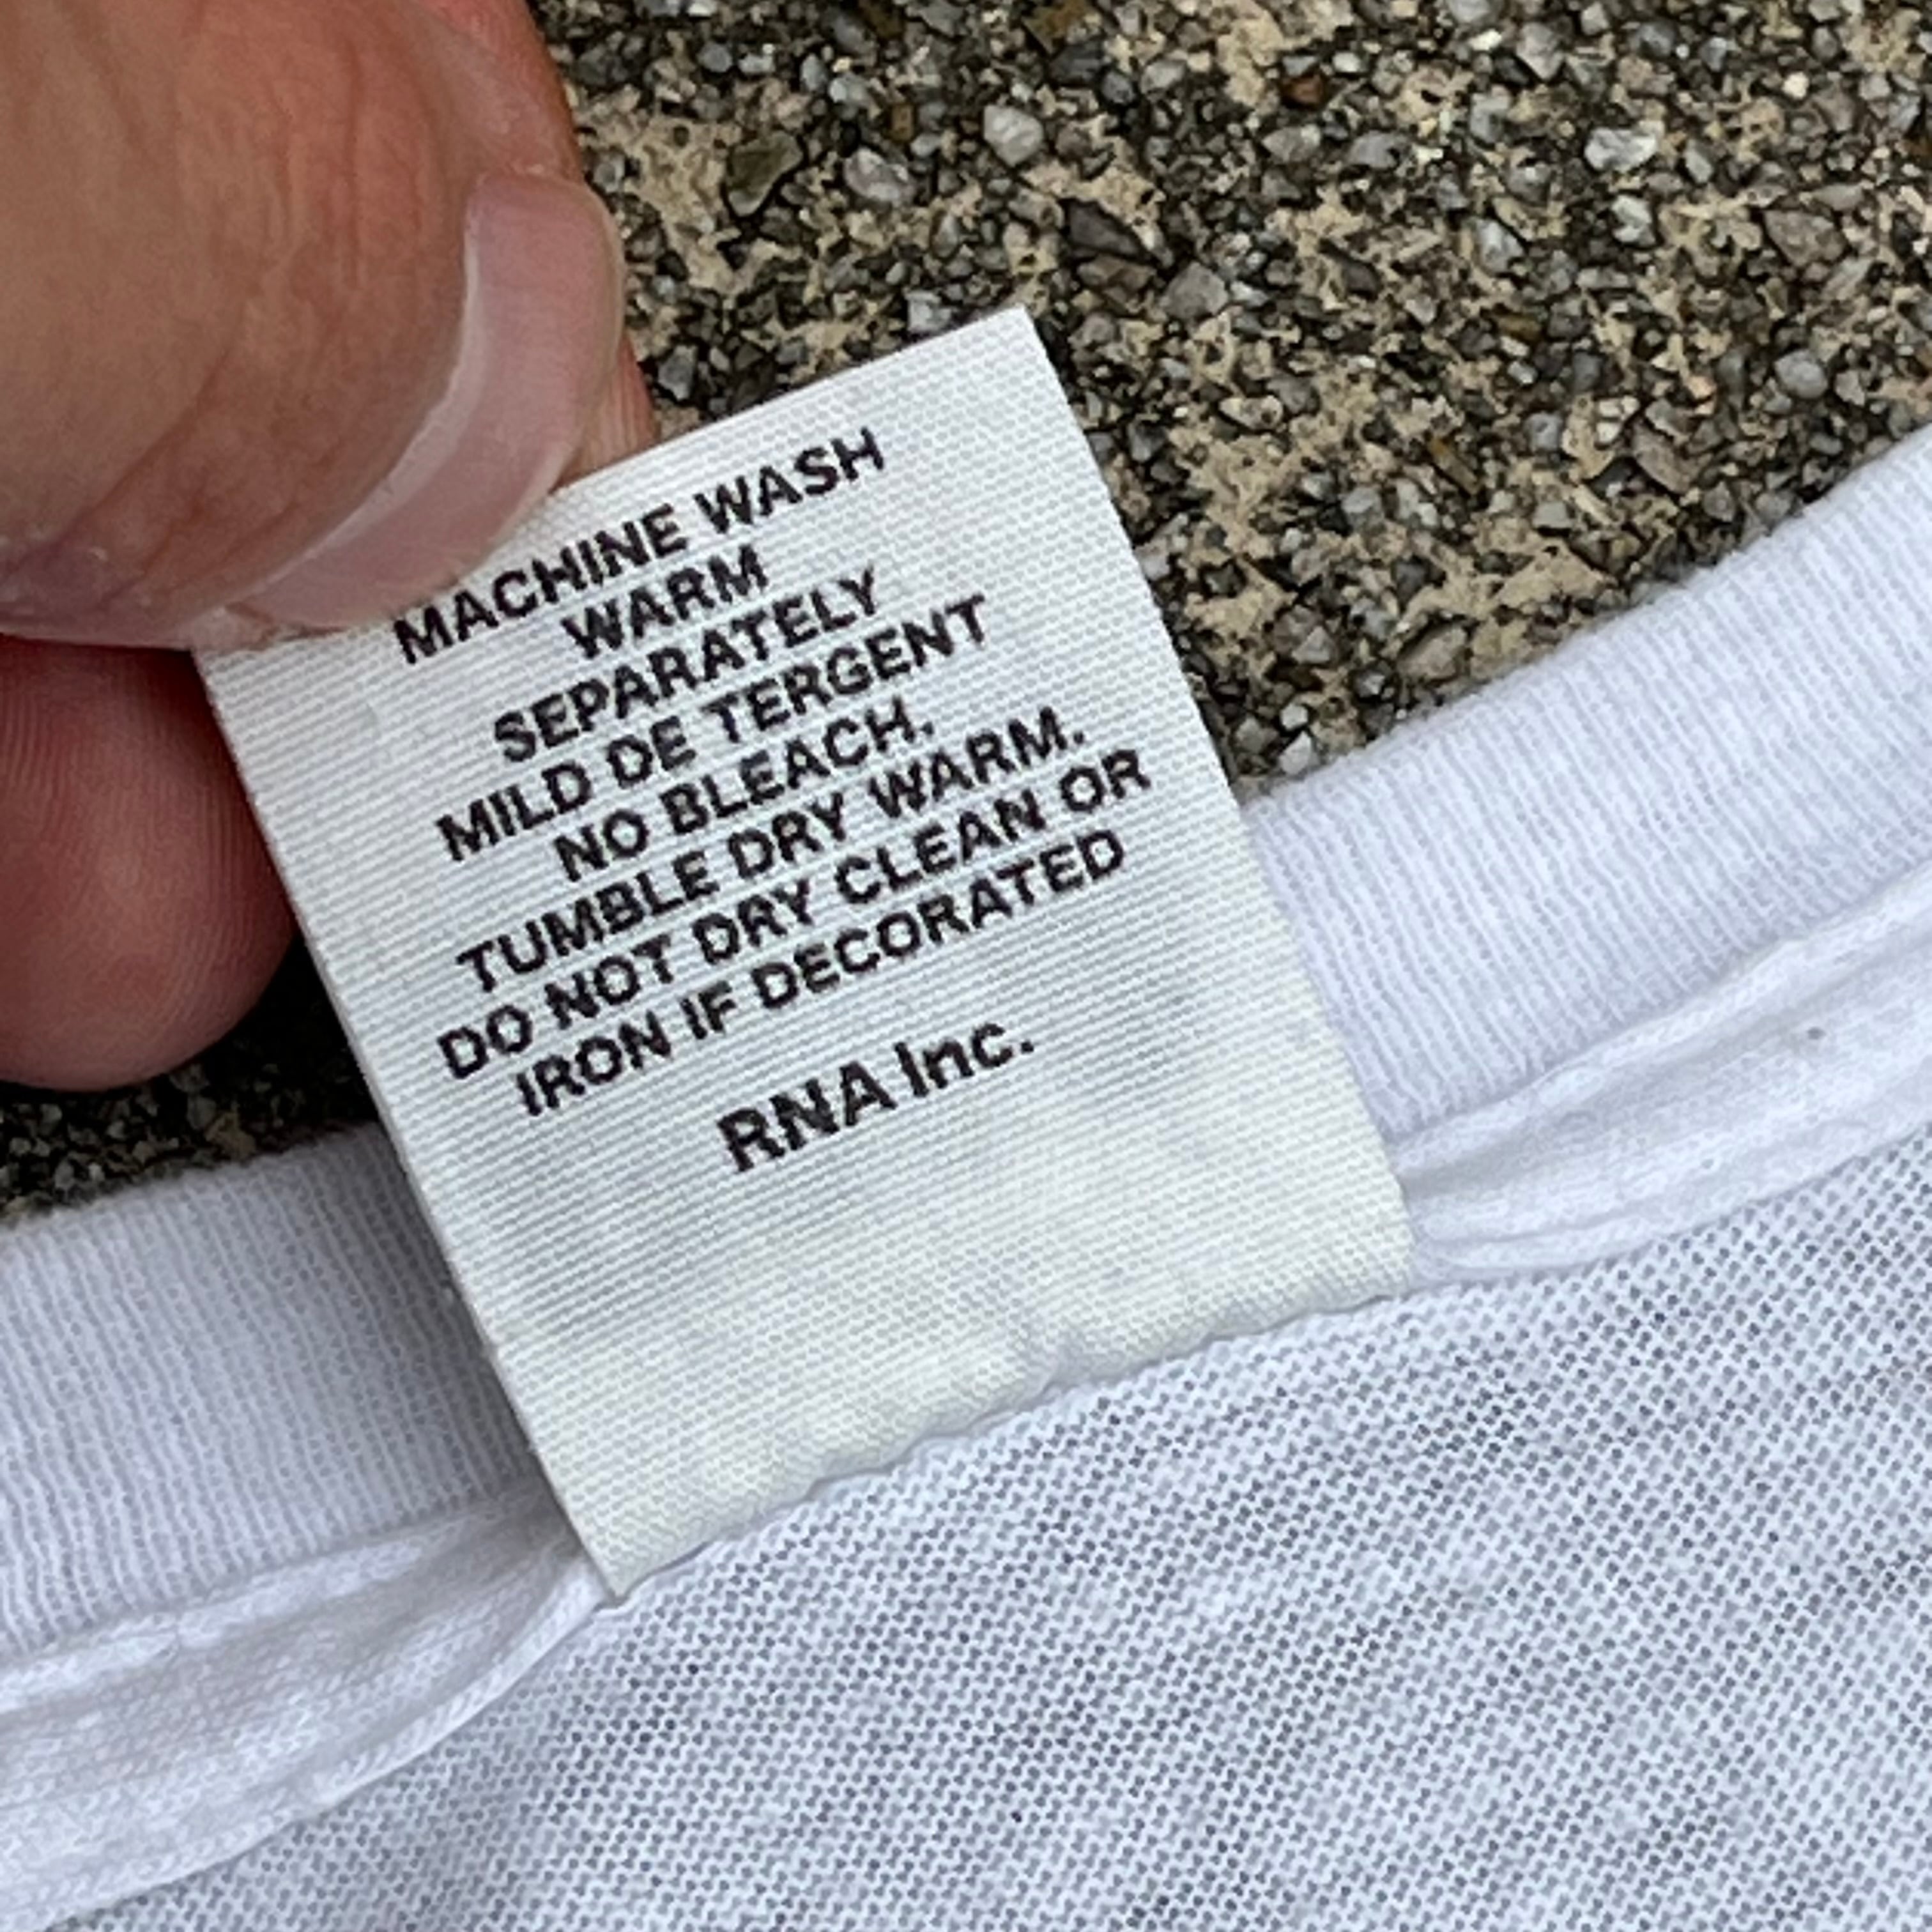 MACHINE WASH
WARM
SEPARATELY
MILD DE TERGENT
NO BLEACH.
TUMBLE DRY WARM.
DO NOT DRY CLEAN OR
IRON IF DECORATED
RNA Inc.